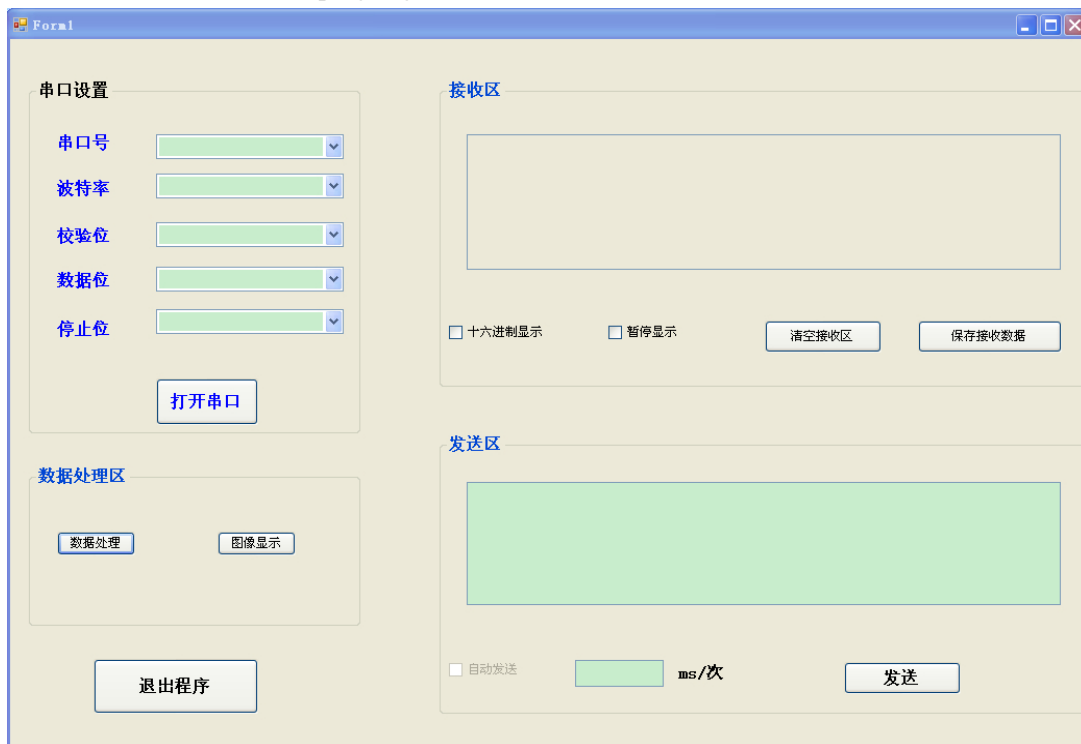 Form1
串口设置
串口号
波特率
校验位
数据位
停止位
打开串口
数据处理区
数据处理
图像显示
退出程序
接收区
十六进制显示
暂停显示
清空接收区
保存接收数据
发送区
自动发送
ms/次
发送